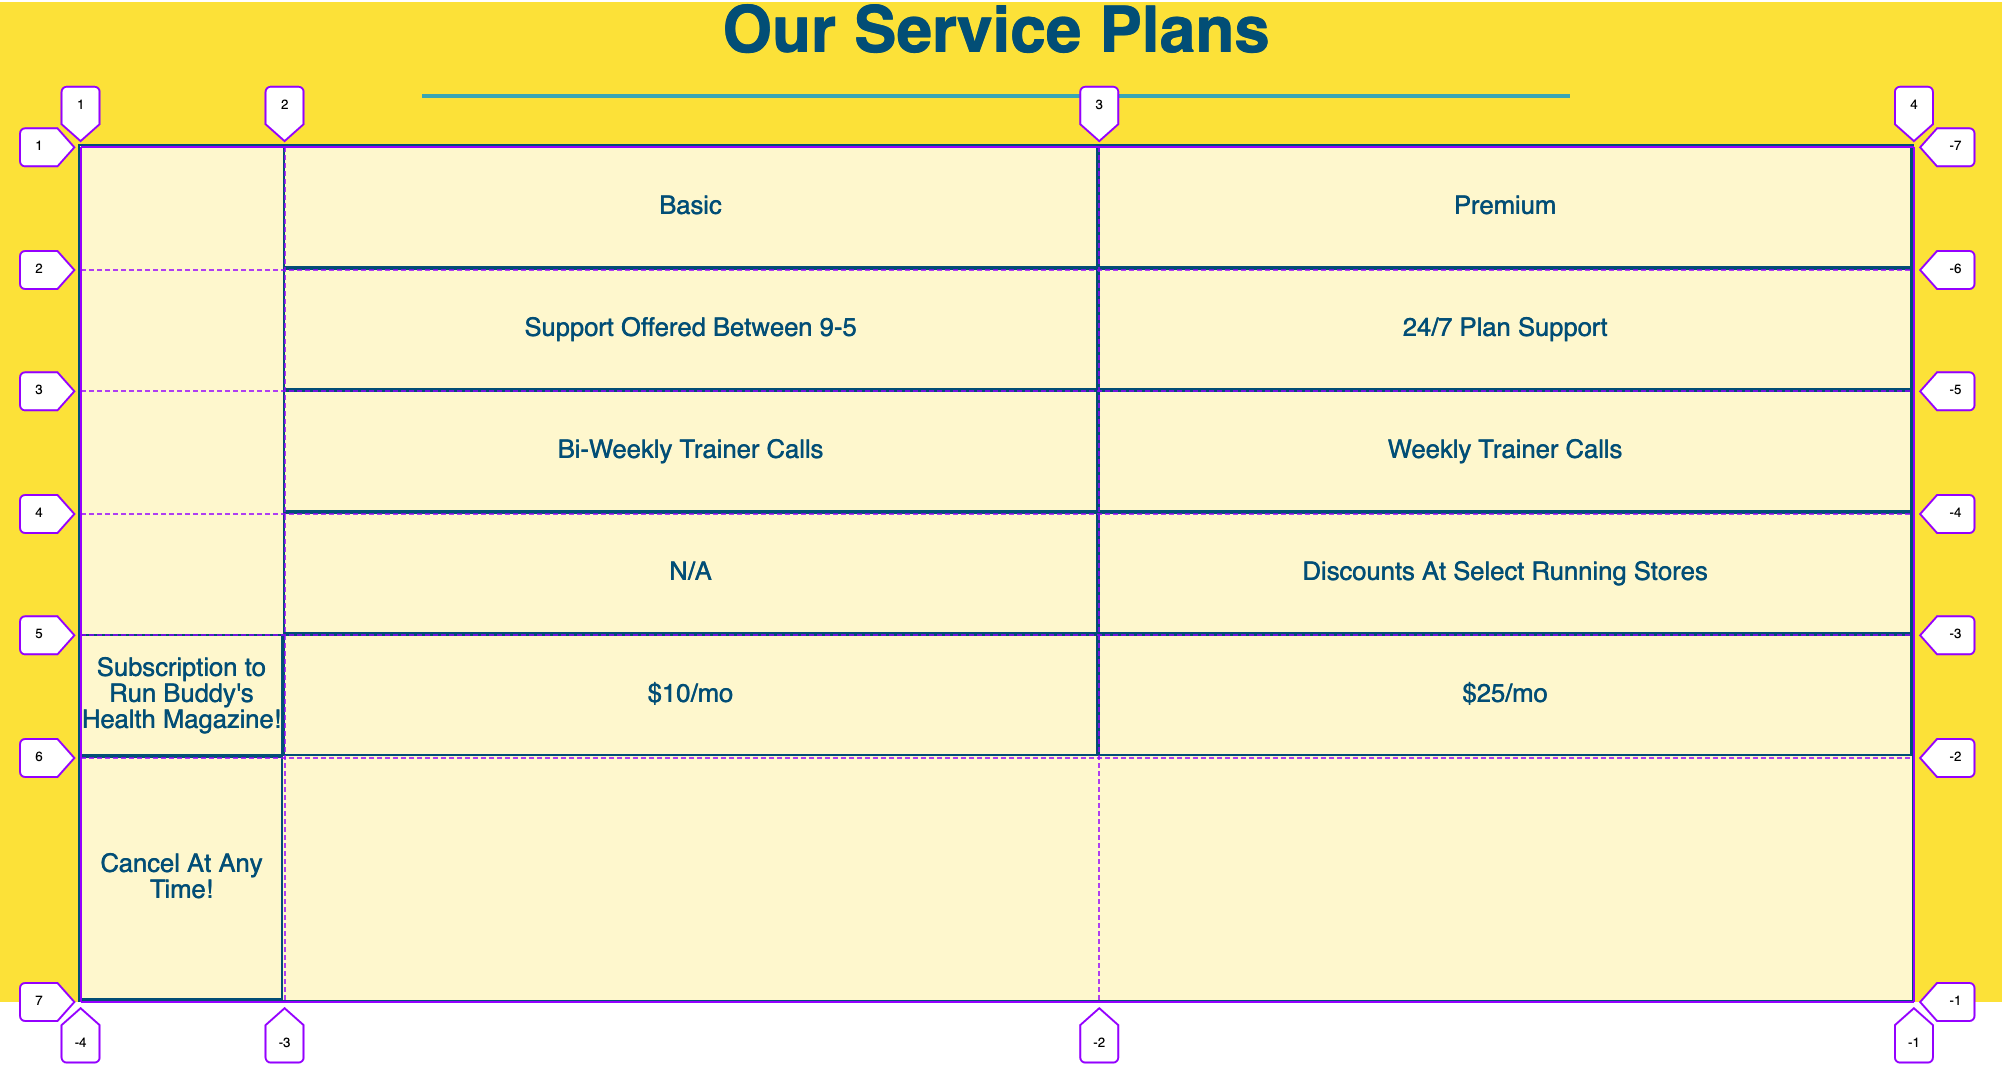 Our Service Plans
1 2 3 4
1 -7
Basic Premium
2 -6
Support Offered Between 9-5 24/7 Plan Support
3 -5
Bi-Weekly Trainer Calls Weekly Trainer Calls
4 -4
N/A Discounts At Select Running Stores
5 -3
Subscription to
Run Buddy's
Health Magazine!
$10/mo $25/mo
6 -2
Cancel At Any
Time!
7 -1
-4 -3 -2 -1